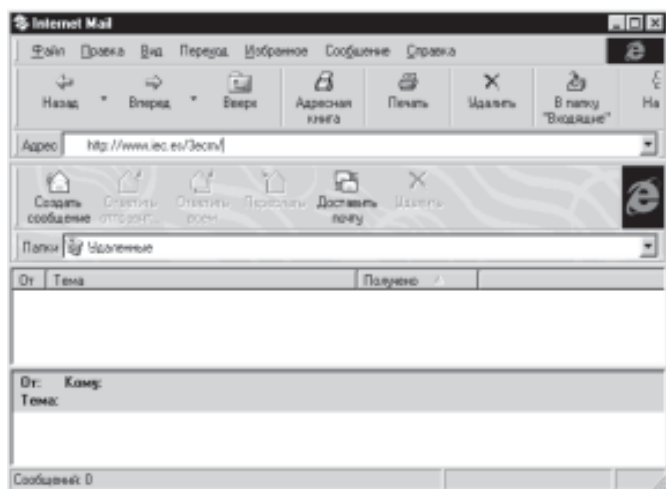 Internet Mail
Файл Правка Вид Переход Избранное Сообщение Справка
Назад Вперед Вверх Адресная книга Печать Удалить В папку "Входящие" На
Адрес http://www.iec.es/3ecm/
Создать сообщение Ответить отправит... Ответить всем Переслать Доставить почту Удалить
Папки Удаленные
От Тема Получено
От: Кому:
Тема:
Сообщений: 0